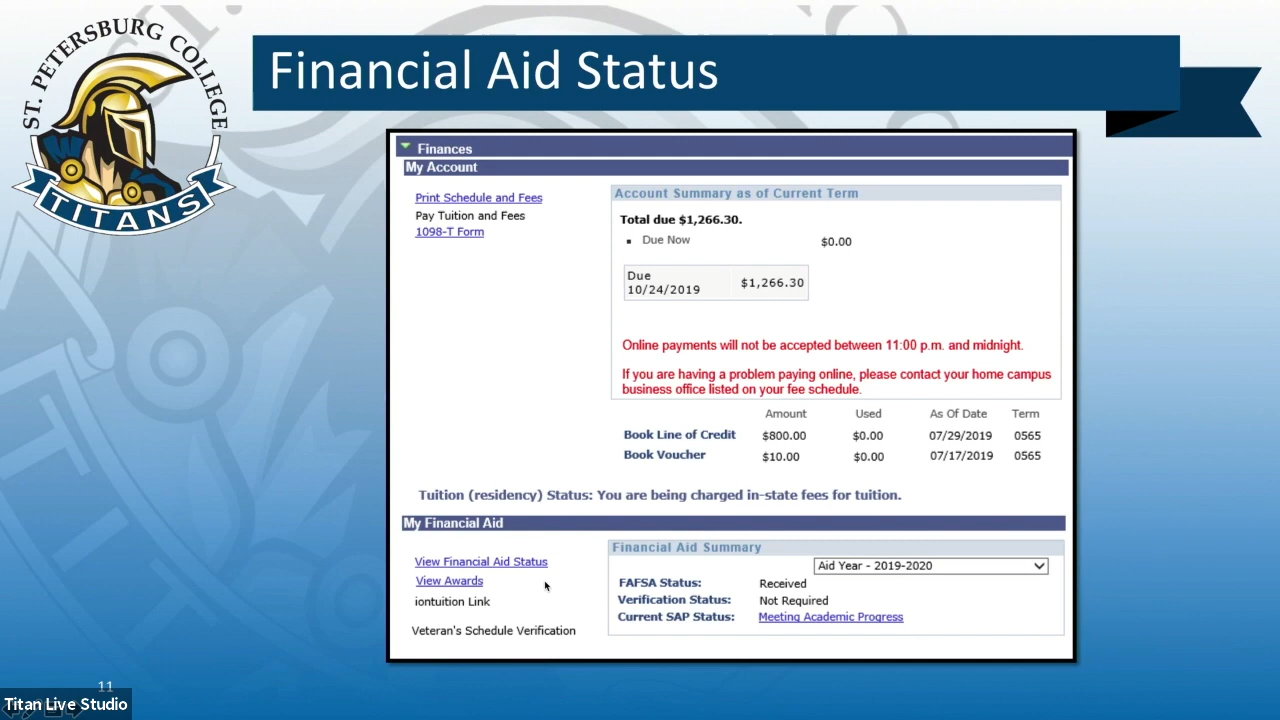 ST. PETERSBURG COLLEGE
TITANS
Financial Aid Status
Finances
My Account
Print Schedule and Fees
Pay Tuition and Fees
1098-T Form
Account Summary as of Current Term
Total due $1,266.30.
▪ Due Now $0.00
Due
10/24/2019 $1,266.30
Online payments will not be accepted between 11:00 p.m. and midnight.
If you are having a problem paying online, please contact your home campus
business office listed on your fee schedule.
Amount Used As Of Date Term
Book Line of Credit $800.00 $0.00 07/29/2019 0565
Book Voucher $10.00 $0.00 07/17/2019 0565
Tuition (residency) Status: You are being charged in-state fees for tuition.
My Financial Aid
View Financial Aid Status
View Awards
iontuition Link
Veteran's Schedule Verification
Financial Aid Summary
Aid Year - 2019-2020
FAFSA Status: Received
Verification Status: Not Required
Current SAP Status: Meeting Academic Progress
11
Titan Live Studio